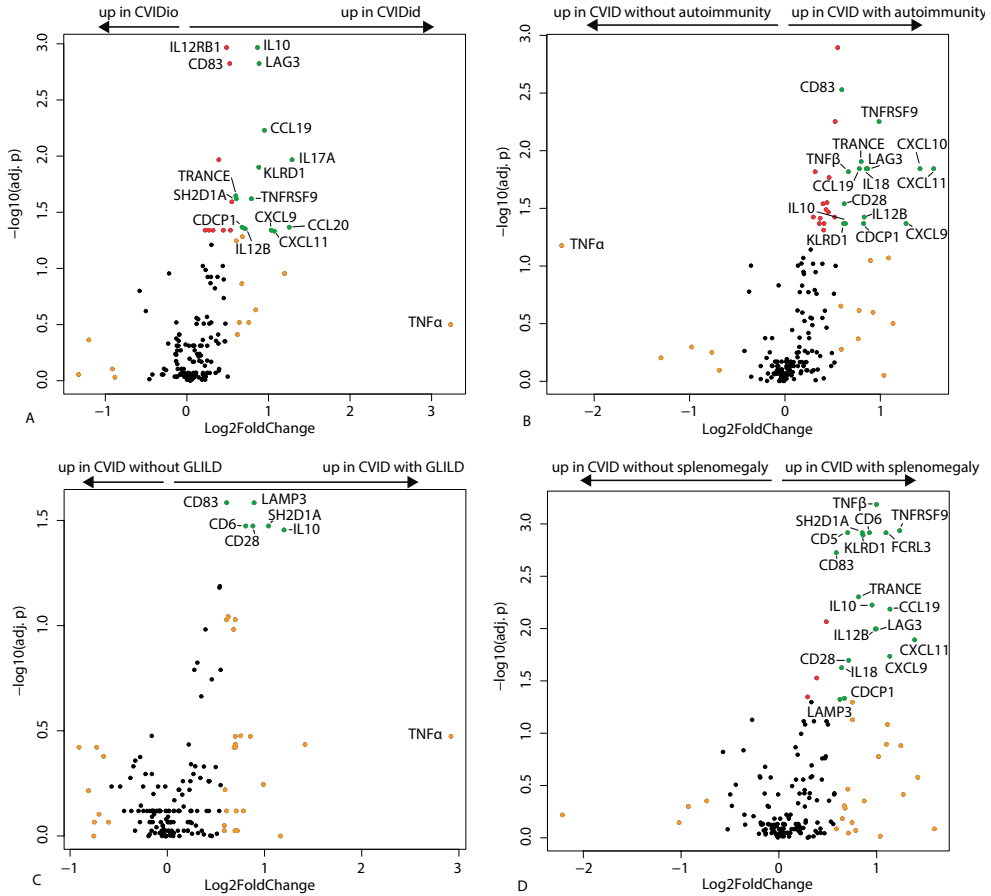 up in CVIDio
up in CVIDid
−log10(adj. p)
3.0
2.5
2.0
1.5
1.0
0.5
0.0
IL12RB1
IL10
CD83
LAG3
CCL19
IL17A
KLRD1
TRANCE
SH2D1A
TNFRSF9
CDCP1
CXCL9
CCL20
CXCL11
IL12B
TNFα
−1 0 1 2 3
Log2FoldChange
A
up in CVID without autoimmunity
up in CVID with autoimmunity
−log10(adj. p)
3.0
2.5
2.0
1.5
1.0
0.5
0.0
CD83
TNFRSF9
TRANCE
CXCL10
TNFβ
LAG3
CCL19
IL18
CXCL11
CD28
IL10
IL12B
KLRD1
CDCP1
CXCL9
TNFα
−2 −1 0 1
Log2FoldChange
B
up in CVID without GLILD
up in CVID with GLILD
−log10(adj. p)
1.5
1.0
0.5
0.0
CD83
LAMP3
CD6
SH2D1A
CD28
IL10
TNFα
−1 0 1 2 3
Log2FoldChange
C
up in CVID without splenomegaly
up in CVID with splenomegaly
−log10(adj. p)
3.0
2.5
2.0
1.5
1.0
0.5
0.0
TNFβ
SH2D1A
CD6
TNFRSF9
CD5
KLRD1
FCRL3
CD83
TRANCE
IL10
CCL19
IL12B
LAG3
CXCL11
CD28
IL18
CXCL9
CDCP1
LAMP3
−2 −1 0 1
Log2FoldChange
D